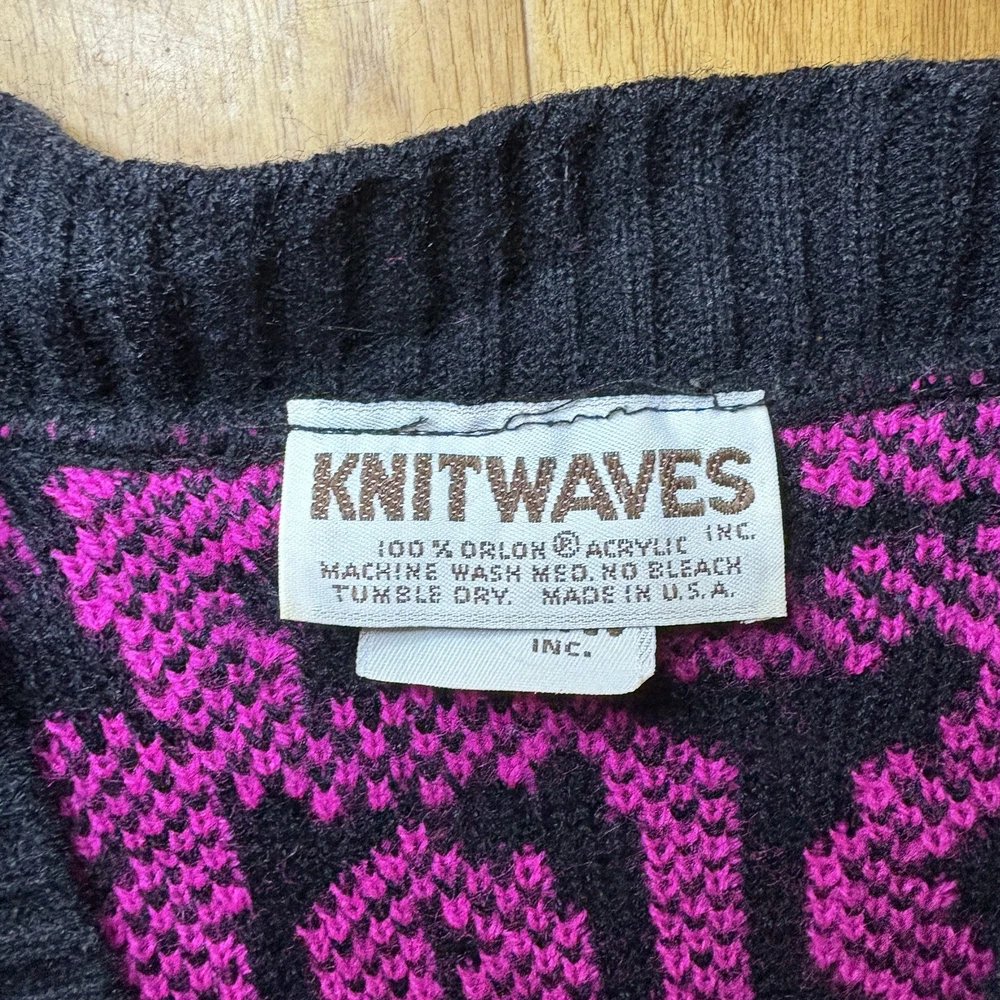 KNITWAVES
INC.
100% ORLON ® ACRYLIC
MACHINE WASH MED. NO BLEACH
TUMBLE DRY. MADE IN U.S.A.
INC.